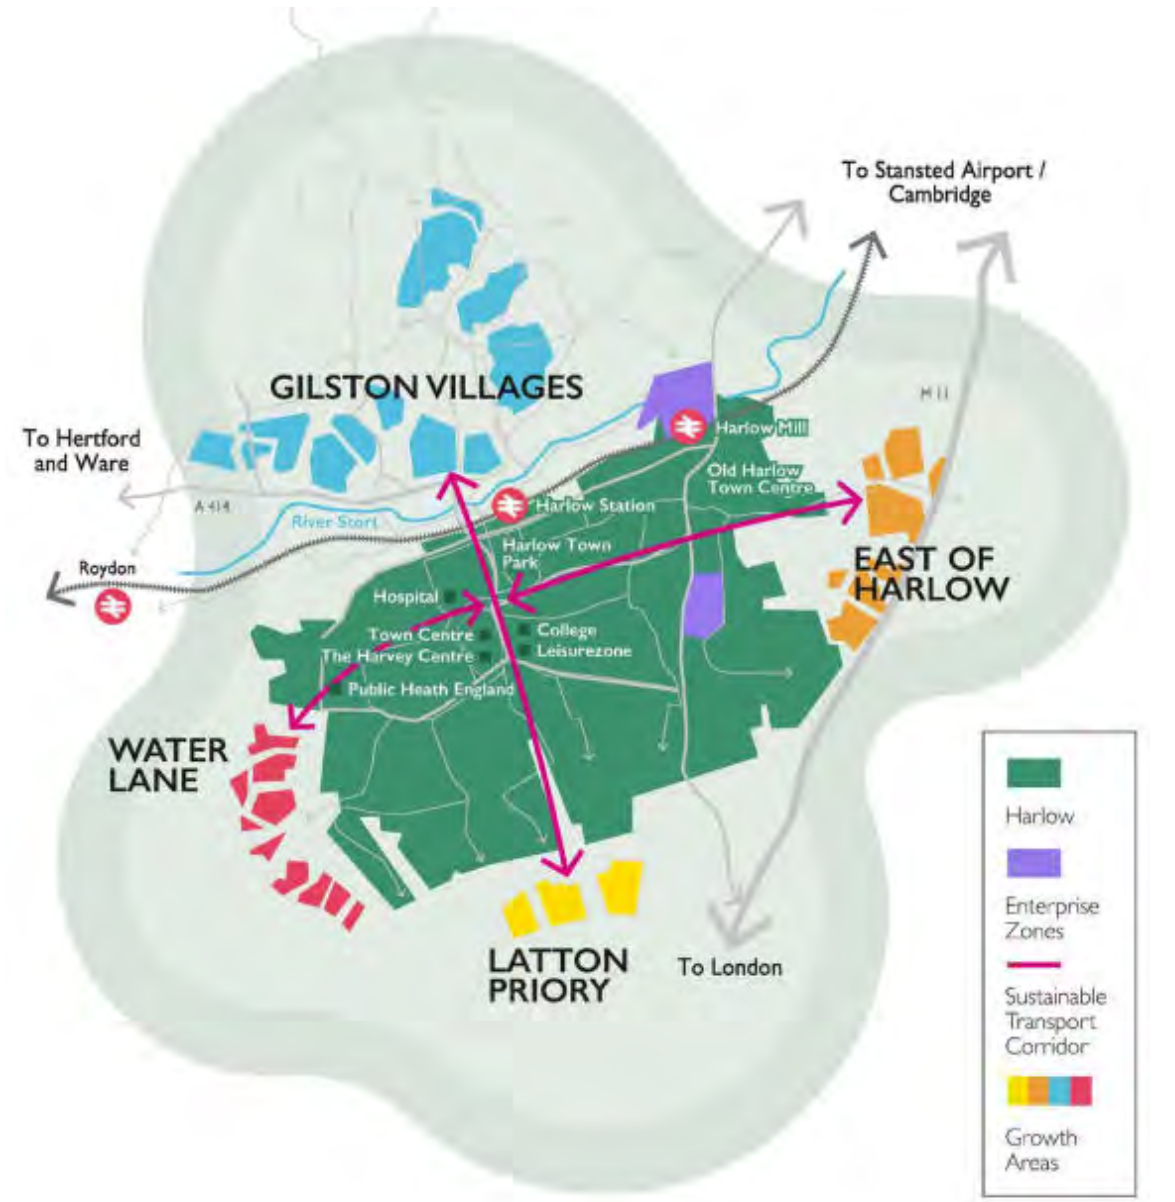 To Stansted Airport /
Cambridge
M11
GILSTON VILLAGES
To Hertford
and Ware
A414
River Stort
Harlow Mill
Old Harlow
Town Centre
Harlow Station
Harlow Town
Park
Roydon
EAST OF
HARLOW
Hospital
Town Centre
The Harvey Centre
College
Leisurezone
Public Heath England
WATER
LANE
LATTON
PRIORY
To London
Harlow
Enterprise
Zones
Sustainable
Transport
Corridor
Growth
Areas